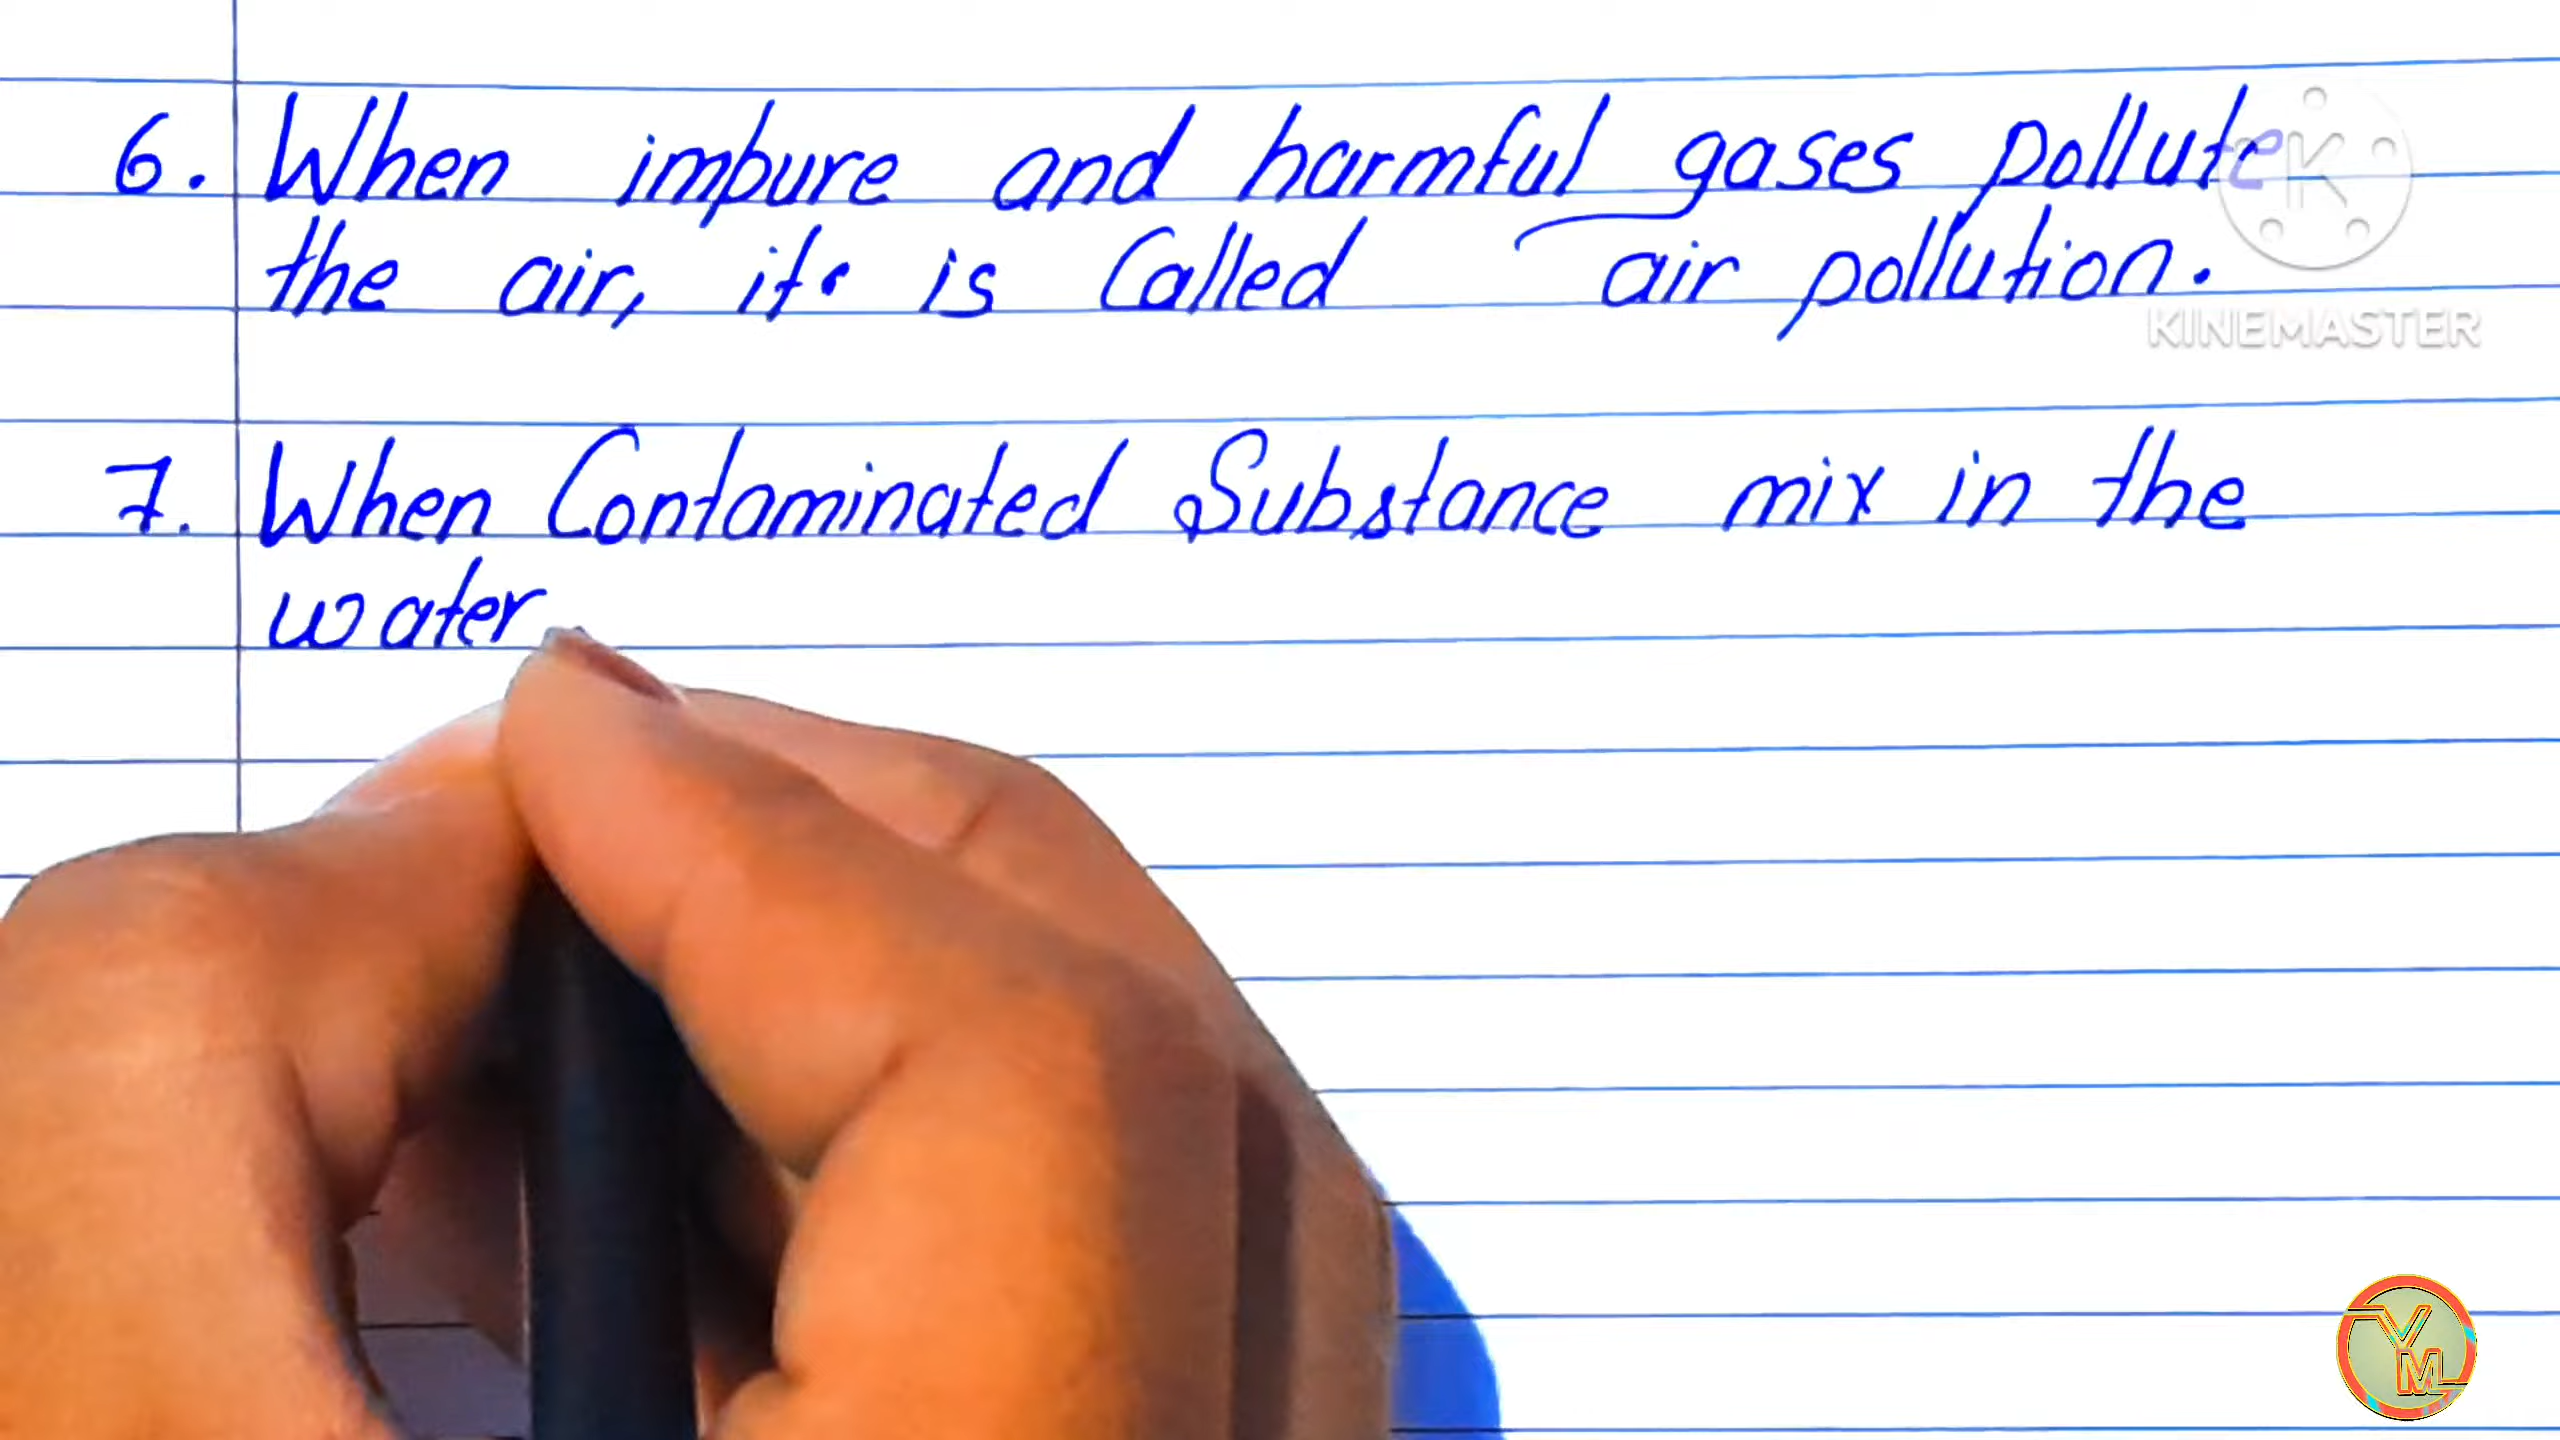 6. When impure and harmful gases pollute
the air, it is Called air pollution.
KINEMASTER
7. When Contaminated Substance mix in the
water
YM